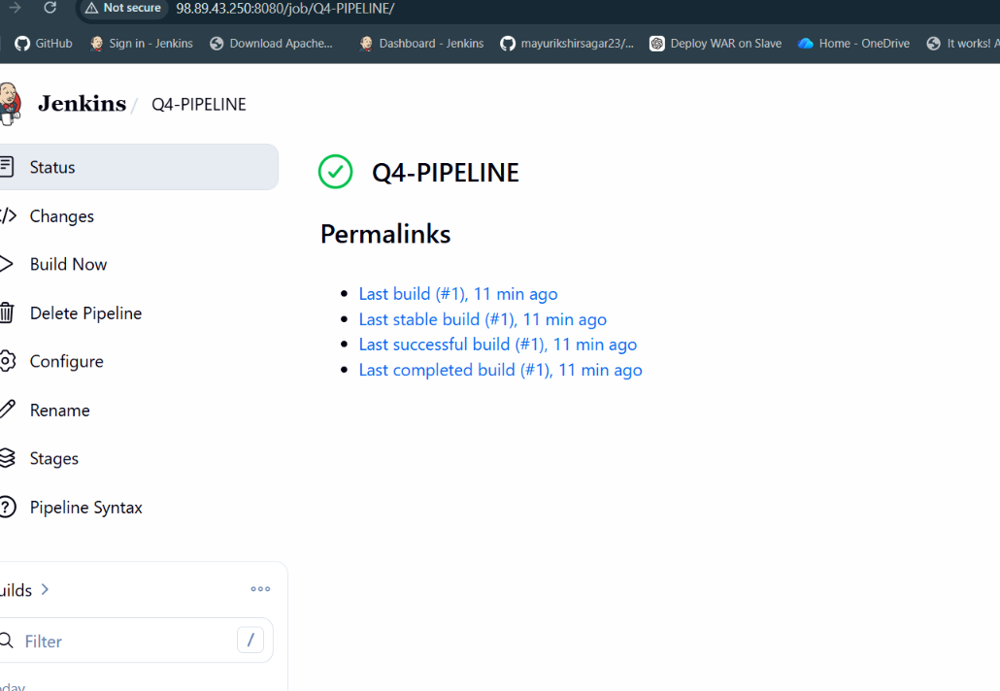 Not secure 98.89.43.250:8080/job/Q4-PIPELINE/
GitHub Sign in - Jenkins Download Apache... Dashboard - Jenkins mayurikshirsagar23/... Deploy WAR on Slave Home - OneDrive It works! A
Jenkins / Q4-PIPELINE
Status
Q4-PIPELINE
Changes
Permalinks
Build Now
Last build (#1), 11 min ago
Delete Pipeline
Last stable build (#1), 11 min ago
Last successful build (#1), 11 min ago
Configure
Last completed build (#1), 11 min ago
Rename
Stages
Pipeline Syntax
uilds
Filter /
oday